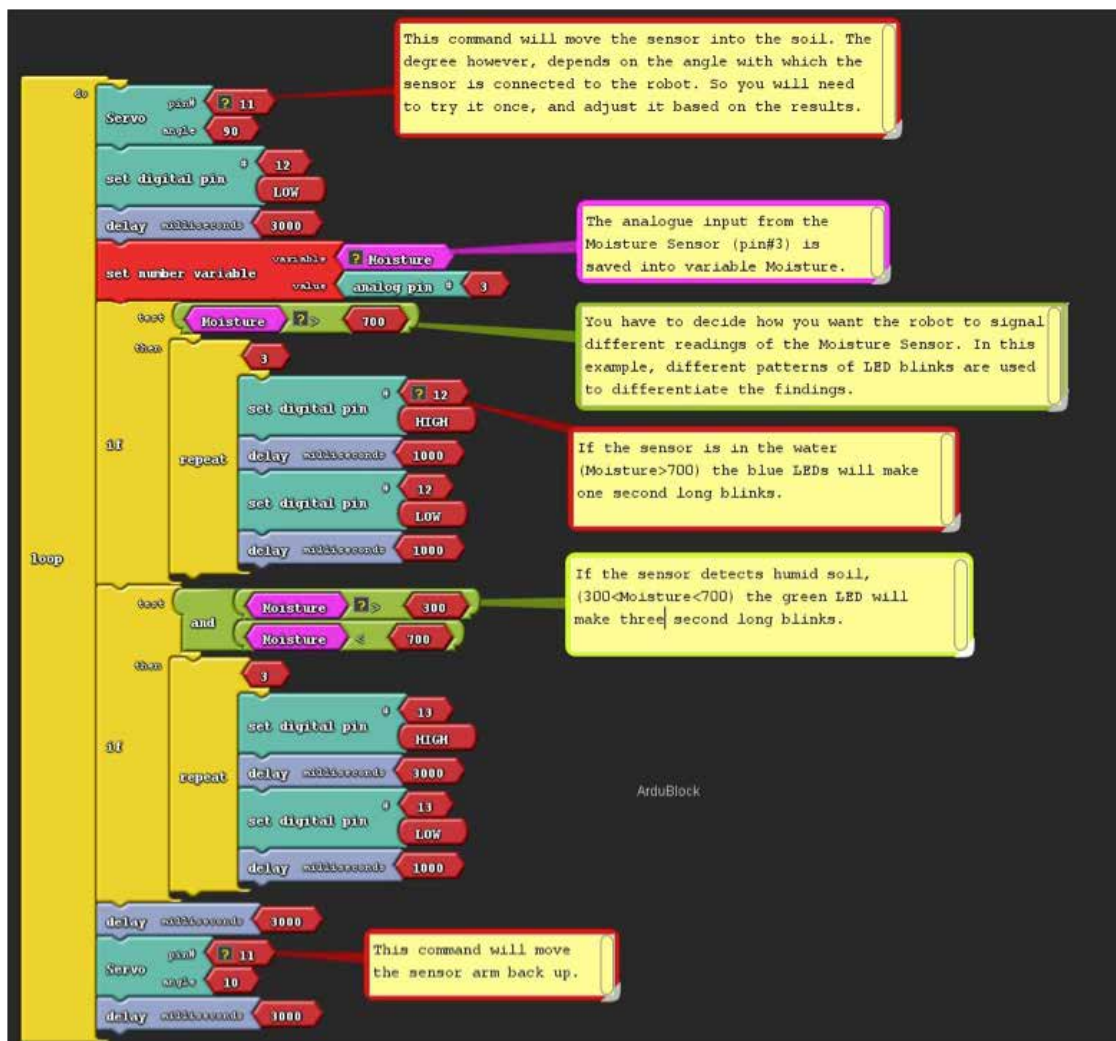 This command will move the sensor into the soil. The
degree however, depends on the angle with which the
sensor is connected to the robot. So you will need
to try it once, and adjust it based on the results.
do
Servo
pin#
? 11
angle
90
set digital pin
#
12
LOW
delay milliseconds 3000
The analogue input from the
Moisture Sensor (pin#3) is
saved into variable Moisture.
set number variable
variable
? Moisture
value
analog pin # 3
You have to decide how you want the robot to signal
different readings of the Moisture Sensor. In this
example, different patterns of LED blinks are used
to differentiate the findings.
test
Moisture ? > 700
then
3
if
repeat
set digital pin
#
? 12
HIGH
delay milliseconds 1000
set digital pin
#
12
LOW
delay milliseconds 1000
If the sensor is in the water
(Moisture>700) the blue LEDs will make
one second long blinks.
loop
If the sensor detects humid soil,
(300<Moisture<700) the green LED will
make three second long blinks.
test
and
Moisture ? > 300
Moisture < 700
then
3
if
repeat
set digital pin
#
13
HIGH
delay milliseconds 3000
set digital pin
#
13
LOW
delay milliseconds 1000
ArduBlock
delay milliseconds 3000
Servo
pin#
? 11
angle
10
This command will move
the sensor arm back up.
delay milliseconds 3000